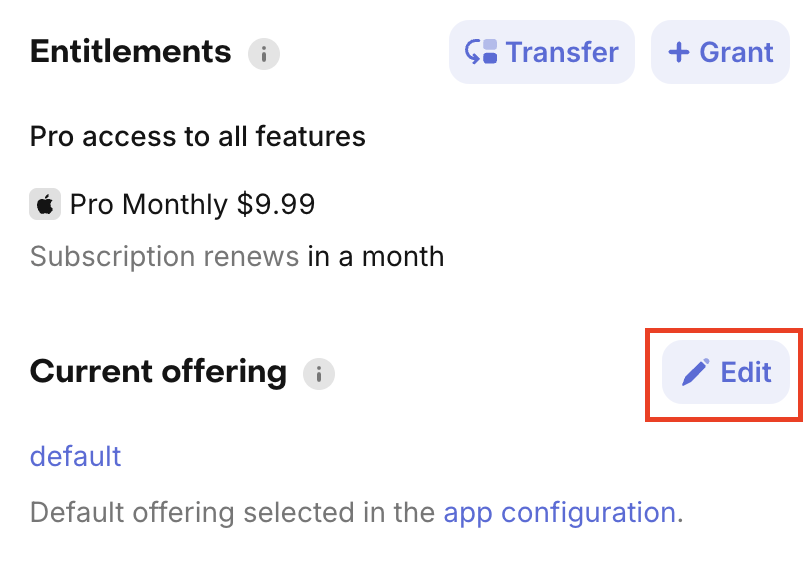 Entitlements i Transfer + Grant
Pro access to all features
Pro Monthly $9.99
Subscription renews in a month
Current offering i Edit
default
Default offering selected in the app configuration.